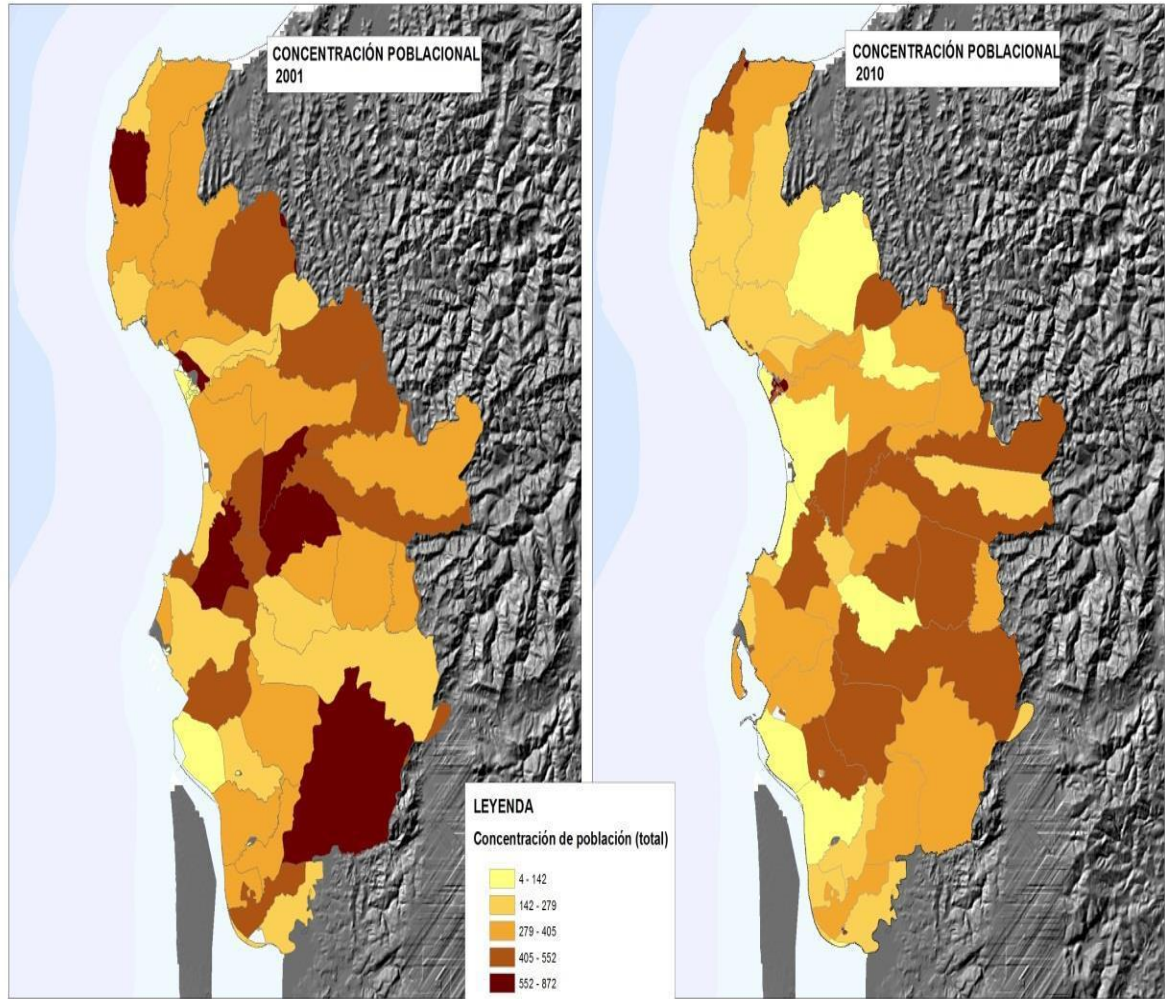 CONCENTRACIÓN POBLACIONAL
2001
CONCENTRACIÓN POBLACIONAL
2010
LEYENDA
Concentración de población (total)
4 - 142
142 - 279
279 - 405
405 - 552
552 - 872